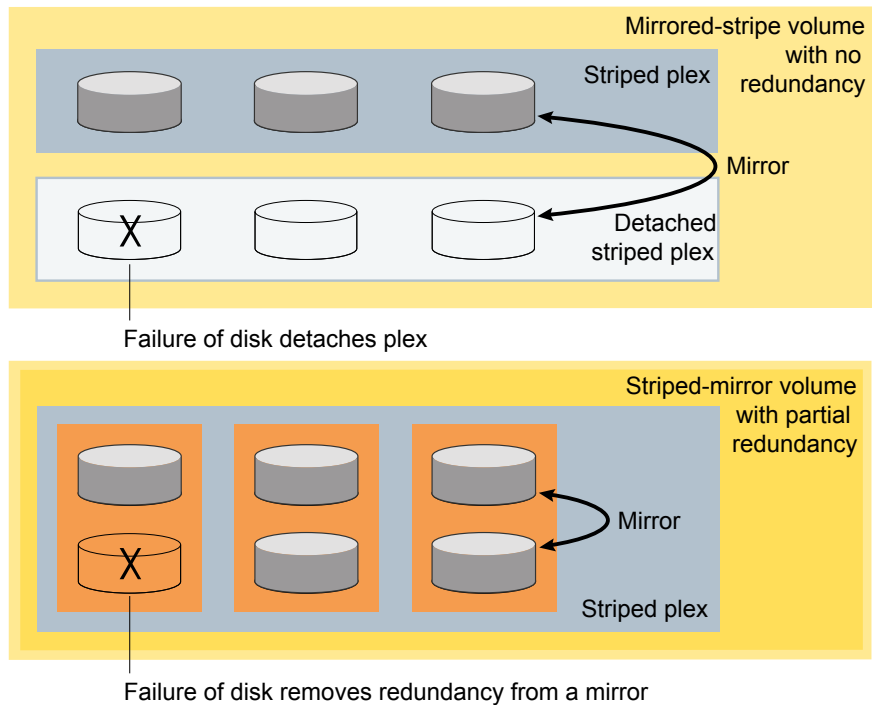 Mirrored-stripe volume
with no
redundancy
Striped plex
Mirror
X
Detached
striped plex
Failure of disk detaches plex
Striped-mirror volume
with partial
redundancy
Mirror
X
Striped plex
Failure of disk removes redundancy from a mirror